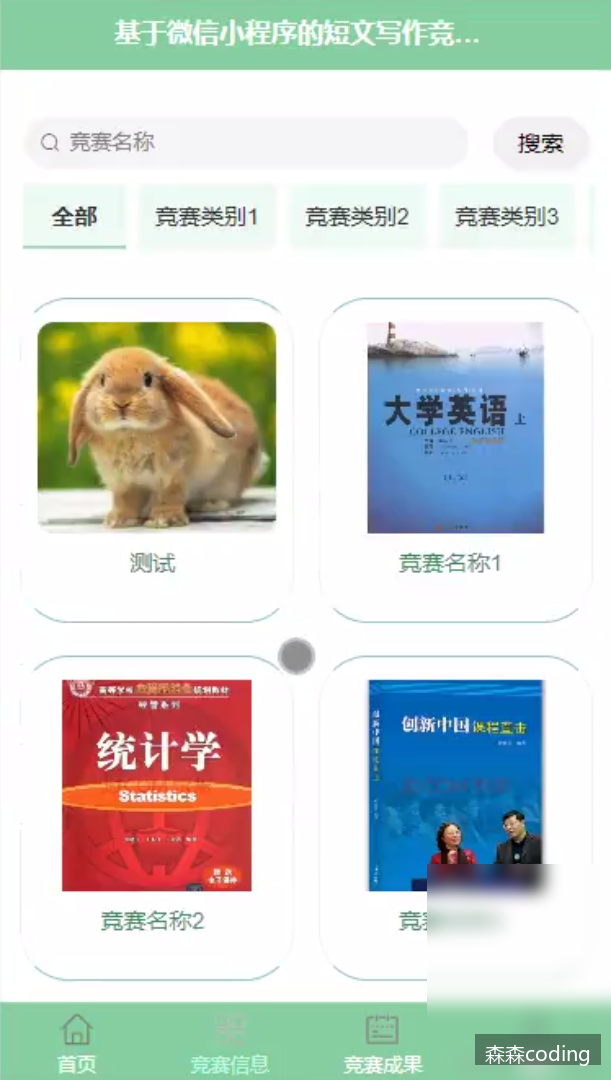 基于微信小程序的短文写作竞...
竞赛名称
搜索
全部
竞赛类别1
竞赛类别2
竞赛类别3
大学英语 上
COLLEGE ENGLISH
测试
竞赛名称1
统计学
Statistics
创新中国
竞赛名称2
竞
首页
竞赛信息
竞赛成果
森森coding